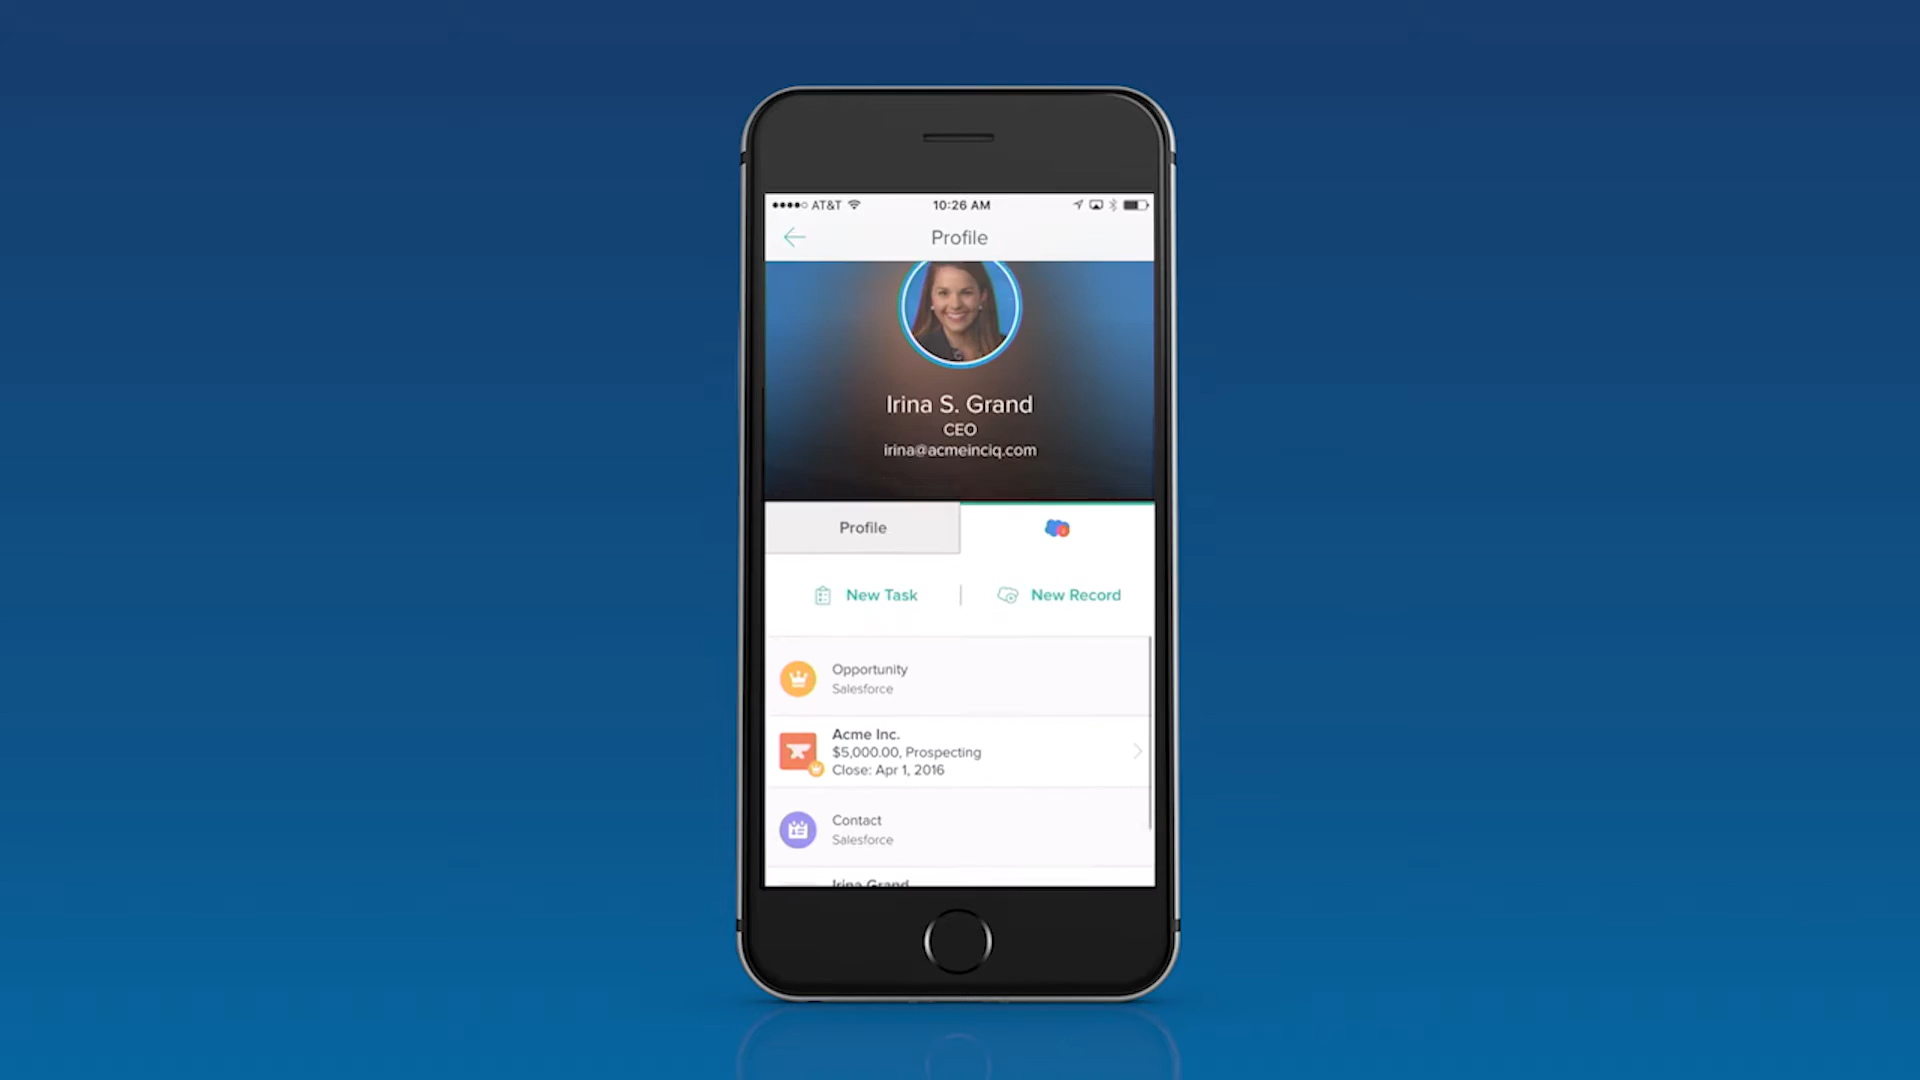 AT&T 10:26 AM
Profile
Irina S. Grand
CEO
irina@acmeinciq.com
Profile
New Task | New Record
Opportunity
Salesforce
Acme Inc.
$5,000.00, Prospecting
Close: Apr 1, 2016
Contact
Salesforce
Irina Grand